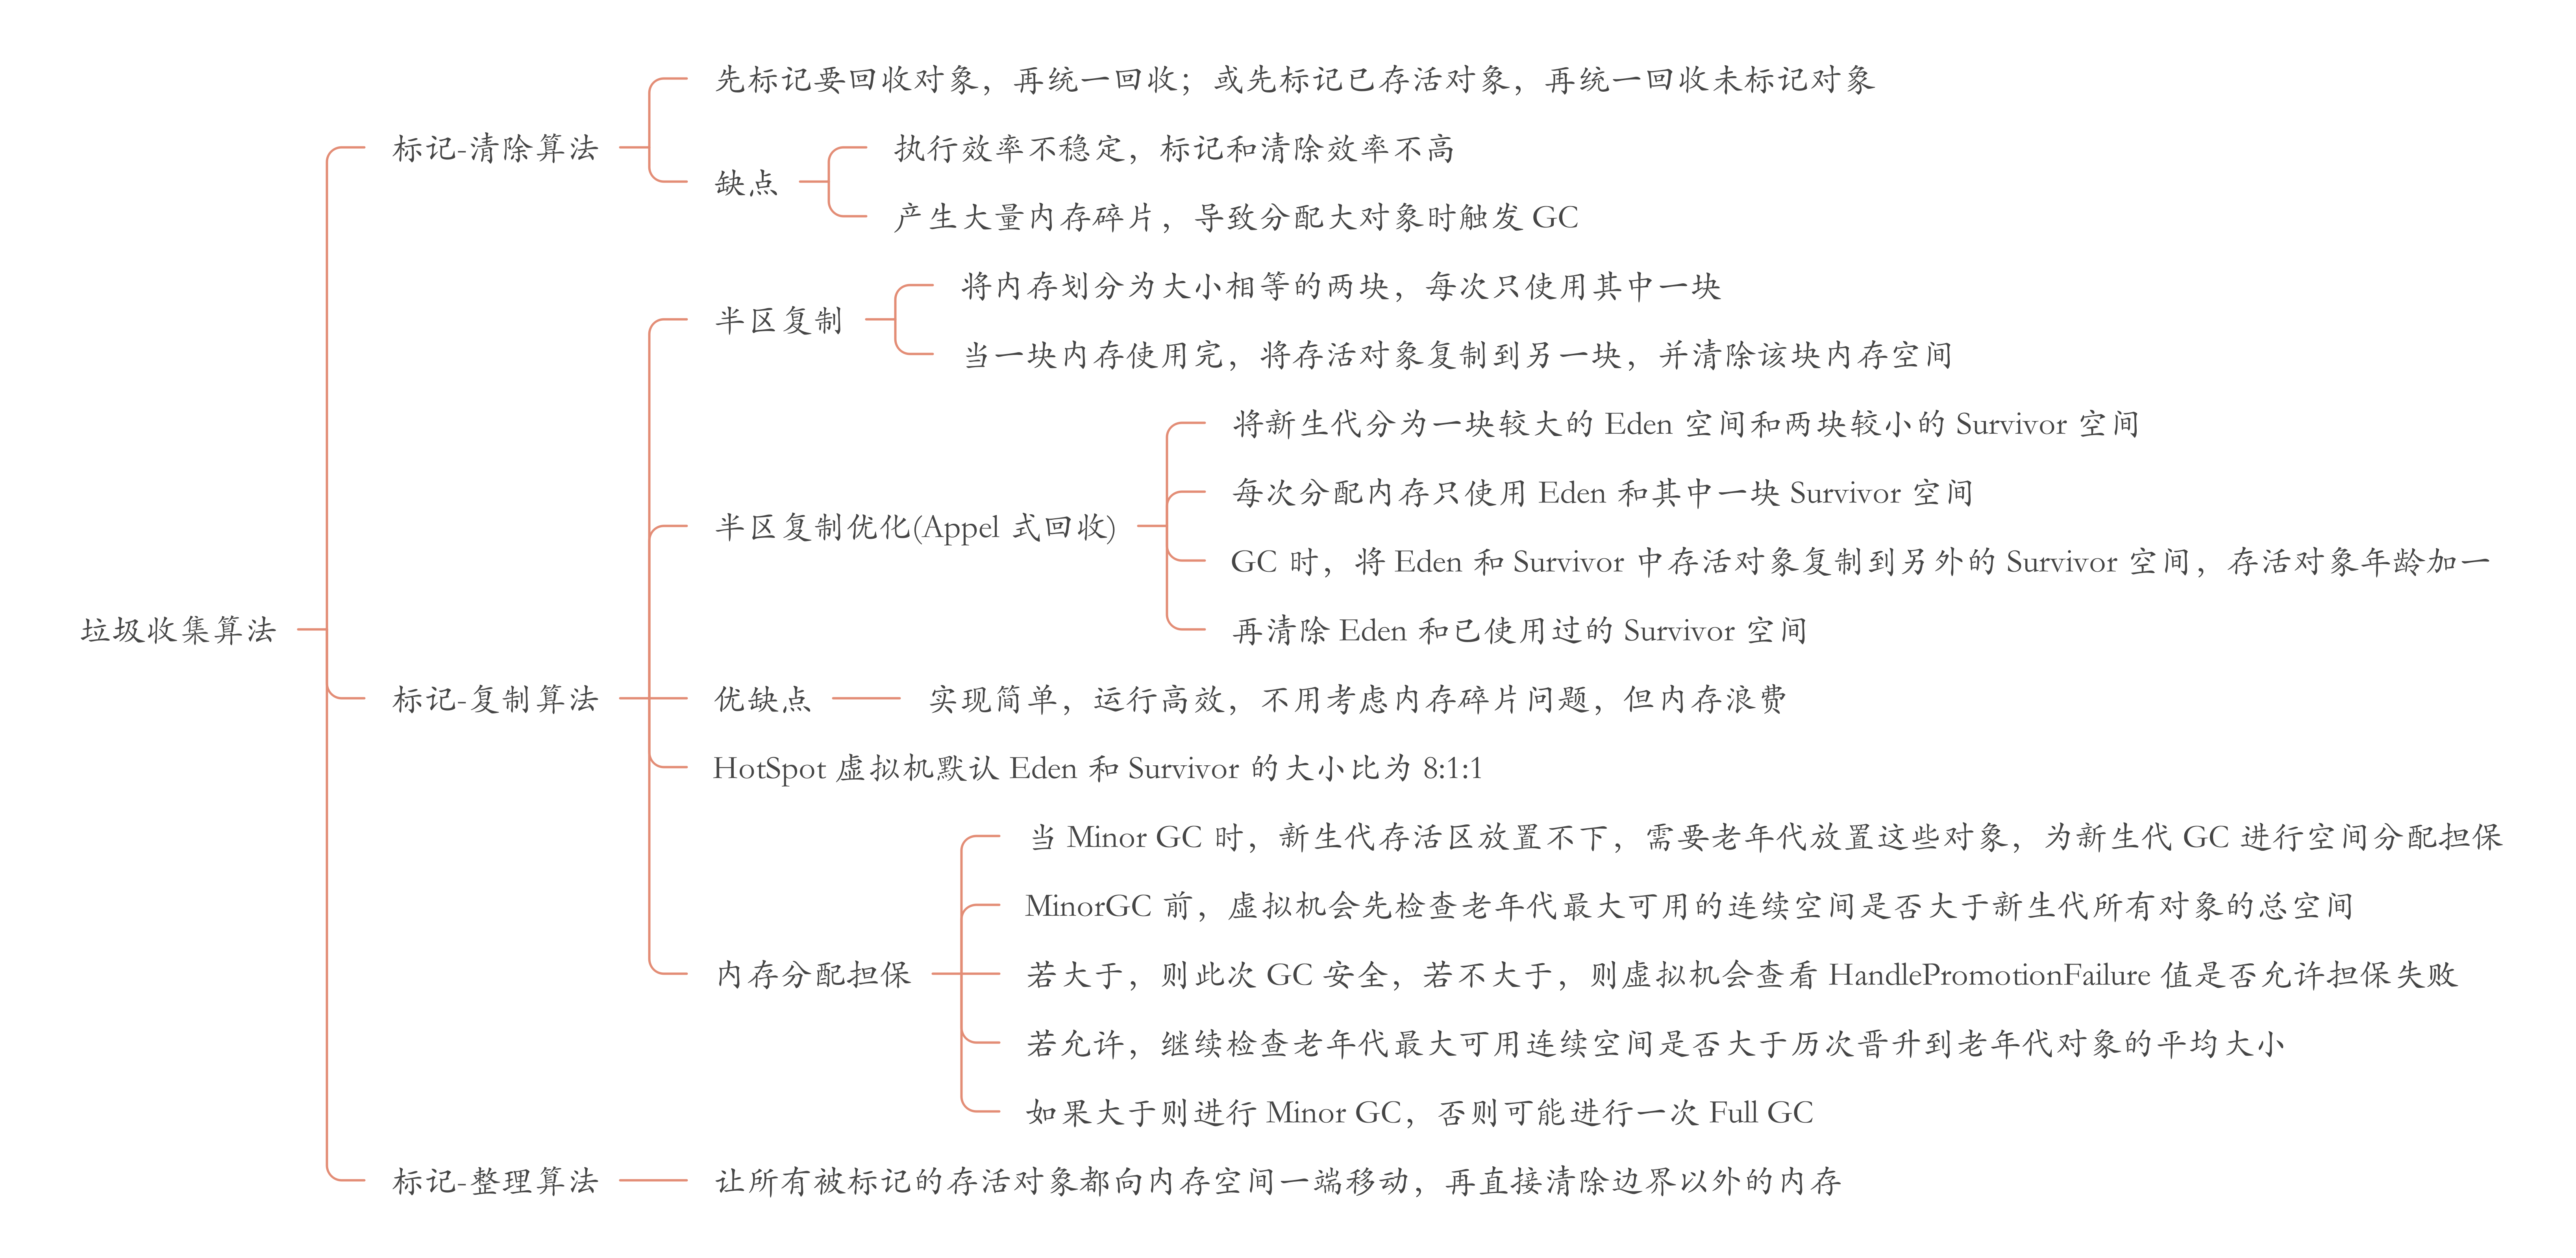 先标记要回收对象，再统一回收；或先标记已存活对象，再统一回收未标记对象
标记-清除算法
执行效率不稳定，标记和清除效率不高
缺点
产生大量内存碎片，导致分配大对象时触发 GC
将内存划分为大小相等的两块，每次只使用其中一块
半区复制
当一块内存使用完，将存活对象复制到另一块，并清除该块内存空间
将新生代分为一块较大的 Eden 空间和两块较小的 Survivor 空间
每次分配内存只使用 Eden 和其中一块 Survivor 空间
半区复制优化(Appel 式回收)
GC 时，将 Eden 和 Survivor 中存活对象复制到另外的 Survivor 空间，存活对象年龄加一
再清除 Eden 和已使用过的 Survivor 空间
垃圾收集算法
标记-复制算法
优缺点
实现简单，运行高效，不用考虑内存碎片问题，但内存浪费
HotSpot 虚拟机默认 Eden 和 Survivor 的大小比为 8:1:1
当 Minor GC 时，新生代存活区放置不下，需要老年代放置这些对象，为新生代 GC 进行空间分配担保
MinorGC 前，虚拟机会先检查老年代最大可用的连续空间是否大于新生代所有对象的总空间
内存分配担保
若大于，则此次 GC 安全，若不大于，则虚拟机会查看 HandlePromotionFailure 值是否允许担保失败
若允许，继续检查老年代最大可用连续空间是否大于历次晋升到老年代对象的平均大小
如果大于则进行 Minor GC，否则可能进行一次 Full GC
标记-整理算法
让所有被标记的存活对象都向内存空间一端移动，再直接清除边界以外的内存